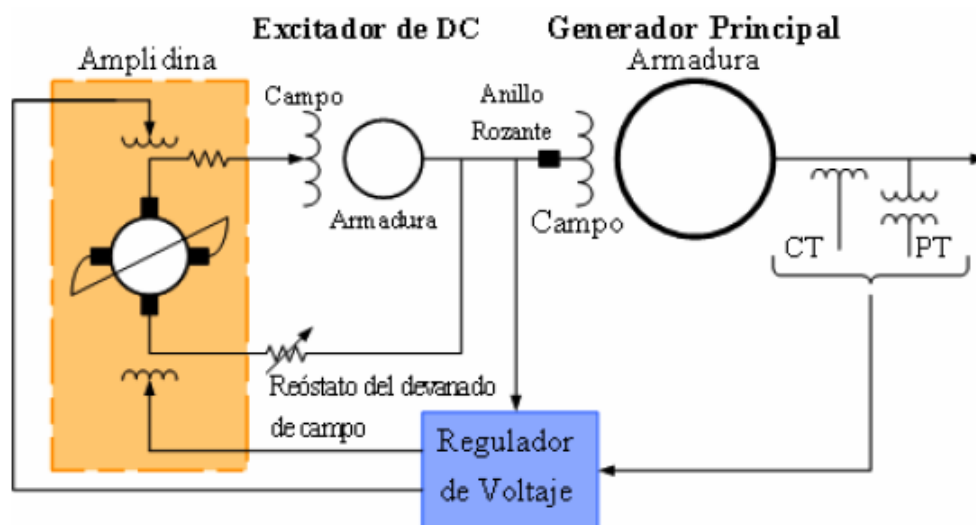 Excitador de DC
Generador Principal
Amplidina
Armadura
Campo
Anillo
Rozante
Armadura
Campo
CT
PT
Reóstato del devanado
de campo
Regulador
de Voltaje